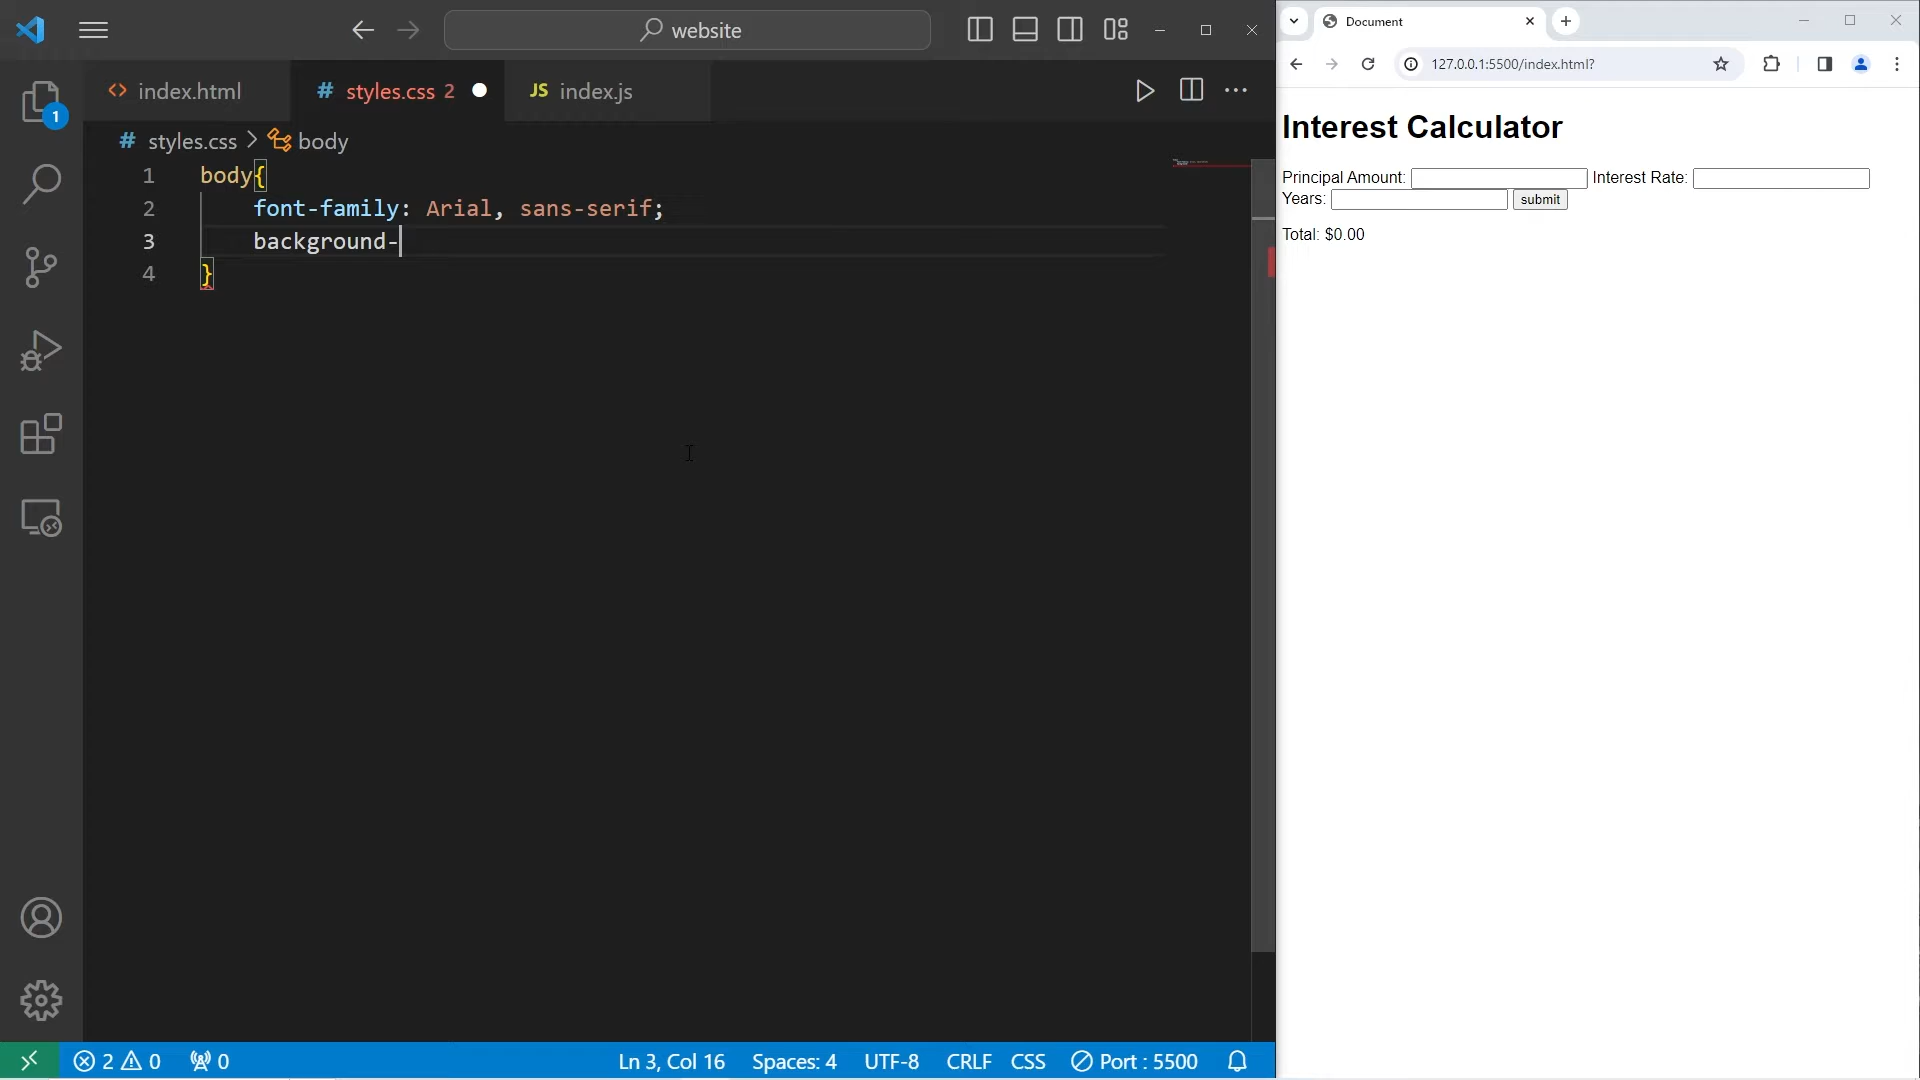 website
Document
127.0.0.1:5500/index.html?
index.html
styles.css 2
JS index.js
1
# styles.css > body
1 body{
2 font-family: Arial, sans-serif;
3 background-
4 }
Interest Calculator
Principal Amount: Interest Rate:
Years: submit
Total: $0.00
2 0 0
Ln 3, Col 16 Spaces: 4 UTF-8 CRLF CSS Port : 5500